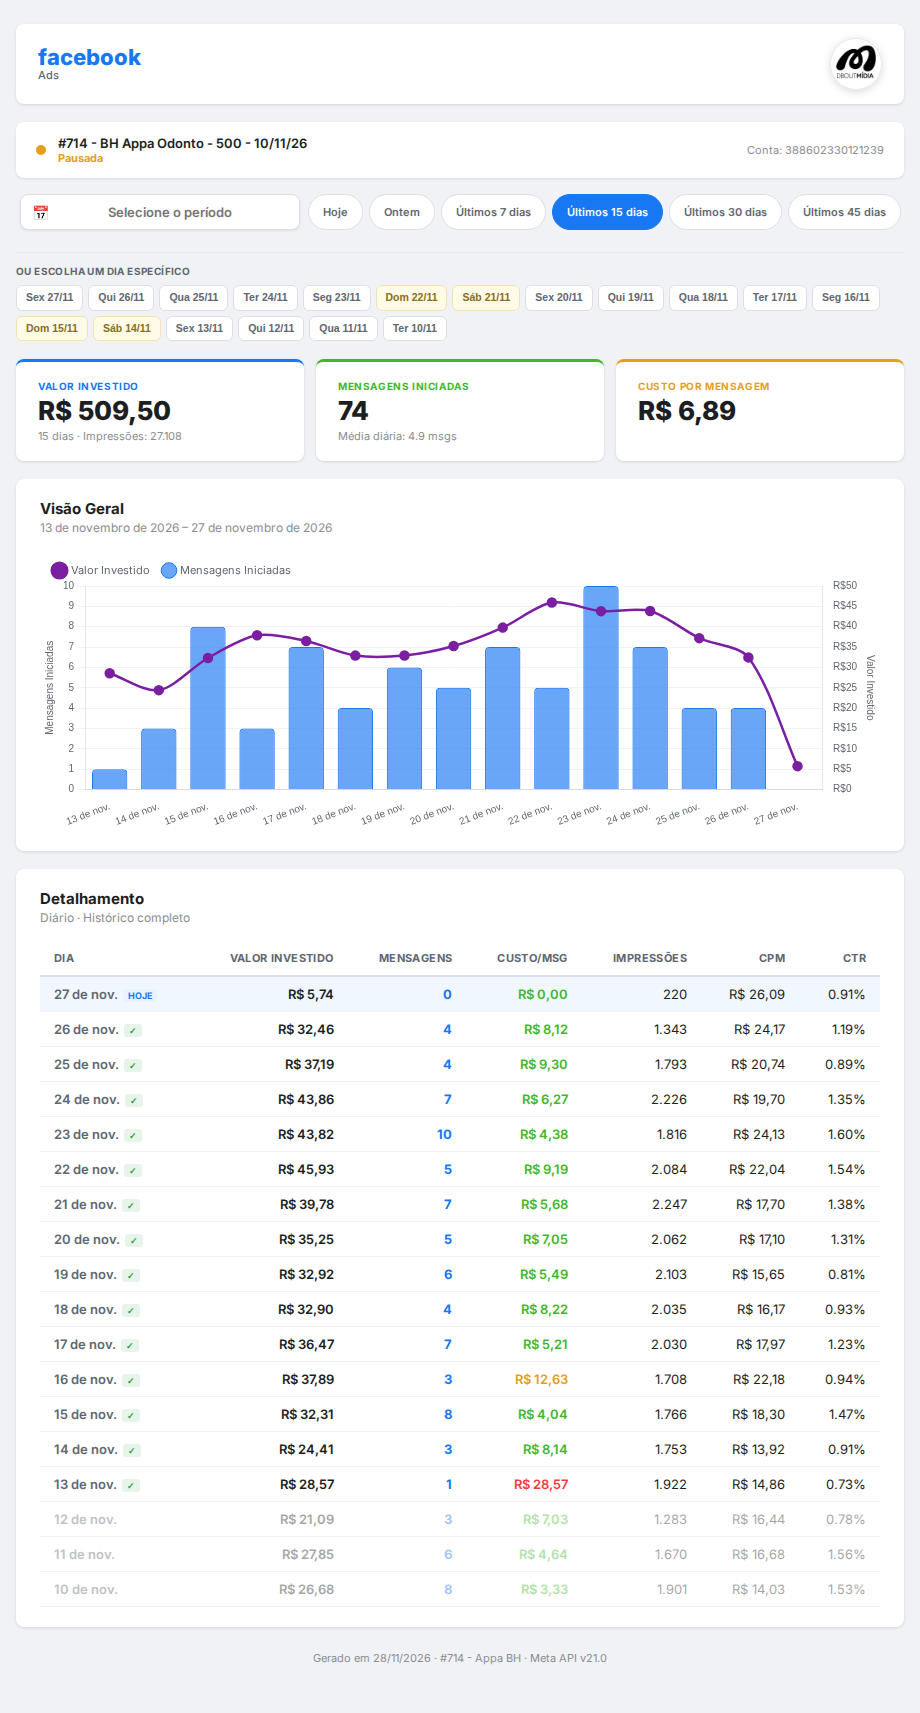 facebook
Ads
DBOUTMÍDIA
#714 - BH Appa Odonto - 500 - 10/11/26
Pausada
Conta: 388602330121239
Selecione o período
Hoje
Ontem
Últimos 7 dias
Últimos 15 dias
Últimos 30 dias
Últimos 45 dias
OU ESCOLHA UM DIA ESPECÍFICO
Sex 27/11 Qui 26/11 Qua 25/11 Ter 24/11 Seg 23/11 Dom 22/11 Sáb 21/11 Sex 20/11 Qui 19/11 Qua 18/11 Ter 17/11 Seg 16/11
Dom 15/11 Sáb 14/11 Sex 13/11 Qui 12/11 Qua 11/11 Ter 10/11
VALOR INVESTIDO
R$ 509,50
15 dias · Impressões: 27.108
MENSAGENS INICIADAS
74
Média diária: 4.9 msgs
CUSTO POR MENSAGEM
R$ 6,89
Visão Geral
13 de novembro de 2026 – 27 de novembro de 2026
Valor Investido Mensagens Iniciadas
Mensagens Iniciadas
10
9
8
7
6
5
4
3
2
1
0
R$50
R$45
R$40
R$35
R$30
R$25
R$20
R$15
R$10
R$5
R$0
Valor Investido
13 de nov. 14 de nov. 15 de nov. 16 de nov. 17 de nov. 18 de nov. 19 de nov. 20 de nov. 21 de nov. 22 de nov. 23 de nov. 24 de nov. 25 de nov. 26 de nov. 27 de nov.
Detalhamento
Diário · Histórico completo
DIA VALOR INVESTIDO MENSAGENS CUSTO/MSG IMPRESSÕES CPM CTR
27 de nov. HOJE R$ 5,74 0 R$ 0,00 220 R$ 26,09 0.91%
26 de nov. ✓ R$ 32,46 4 R$ 8,12 1.343 R$ 24,17 1.19%
25 de nov. ✓ R$ 37,19 4 R$ 9,30 1.793 R$ 20,74 0.89%
24 de nov. ✓ R$ 43,86 7 R$ 6,27 2.226 R$ 19,70 1.35%
23 de nov. ✓ R$ 43,82 10 R$ 4,38 1.816 R$ 24,13 1.60%
22 de nov. ✓ R$ 45,93 5 R$ 9,19 2.084 R$ 22,04 1.54%
21 de nov. ✓ R$ 39,78 7 R$ 5,68 2.247 R$ 17,70 1.38%
20 de nov. ✓ R$ 35,25 5 R$ 7,05 2.062 R$ 17,10 1.31%
19 de nov. ✓ R$ 32,92 6 R$ 5,49 2.103 R$ 15,65 0.81%
18 de nov. ✓ R$ 32,90 4 R$ 8,22 2.035 R$ 16,17 0.93%
17 de nov. ✓ R$ 36,47 7 R$ 5,21 2.030 R$ 17,97 1.23%
16 de nov. ✓ R$ 37,89 3 R$ 12,63 1.708 R$ 22,18 0.94%
15 de nov. ✓ R$ 32,31 8 R$ 4,04 1.766 R$ 18,30 1.47%
14 de nov. ✓ R$ 24,41 3 R$ 8,14 1.753 R$ 13,92 0.91%
13 de nov. ✓ R$ 28,57 1 R$ 28,57 1.922 R$ 14,86 0.73%
12 de nov. R$ 21,09 3 R$ 7,03 1.283 R$ 16,44 0.78%
11 de nov. R$ 27,85 6 R$ 4,64 1.670 R$ 16,68 1.56%
10 de nov. R$ 26,68 8 R$ 3,33 1.901 R$ 14,03 1.53%
Gerado em 28/11/2026 · #714 - Appa BH · Meta API v21.0